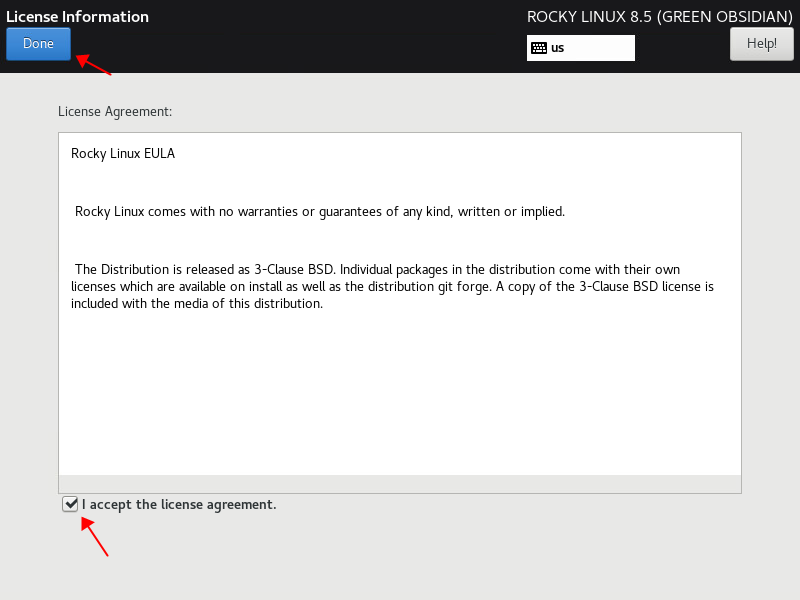 License Information
ROCKY LINUX 8.5 (GREEN OBSIDIAN)
Done
us
Help!
License Agreement:
Rocky Linux EULA
Rocky Linux comes with no warranties or guarantees of any kind, written or implied.
The Distribution is released as 3-Clause BSD. Individual packages in the distribution come with their own
licenses which are available on install as well as the distribution git forge. A copy of the 3-Clause BSD license is
included with the media of this distribution.
I accept the license agreement.